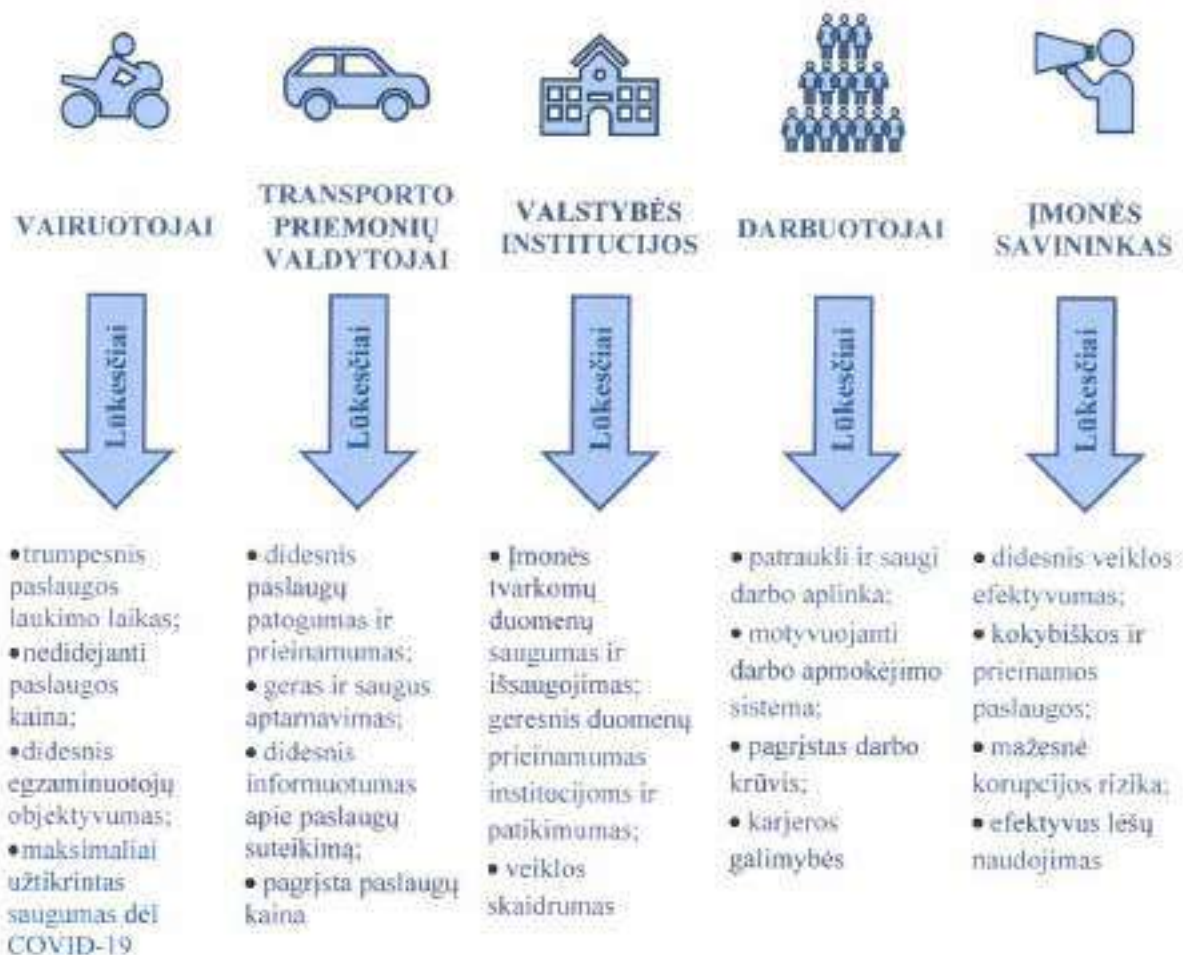 VAIRUOTOJAI
TRANSPORTO
PRIEMONIŲ
VALDYTOJAI
VALSTYBĖS
INSTITUCIJOS
DARBUOTOJAI
ĮMONĖS
SAVININKAS
Lūkesčiai
Lūkesčiai
Lūkesčiai
Lūkesčiai
Lūkesčiai
•trumpesnis
paslaugos
laukimo laikas;
•nedidėjanti
paslaugos
kaina;
•didesnis
egzaminuotojų
objektyvumas;
•maksimaliai
užtikrintas
saugumas dėl
COVID-19
• didesnis
paslaugų
patogumas ir
prieinamumas;
• geras ir saugus
aptarnavimas;
• didesnis
informuotumas
apie paslaugų
suteikimą;
• pagrįsta paslaugų
kaina
• Įmonės
tvarkomų
duomenų
saugumas ir
išsaugojimas;
geresnis duomenų
prieinamumas
institucijoms ir
patikimumas;
• veiklos
skaidrumas
• patraukli ir saugi
darbo aplinka;
• motyvuojanti
darbo apmokėjimo
sistema;
• pagrįstas darbo
krūvis;
• karjeros
galimybės
• didesnis veiklos
efektyvumas;
• kokybiškos ir
prieinamos
paslaugos;
• mažesnė
korupcijos rizika;
• efektyvus lėšų
naudojimas